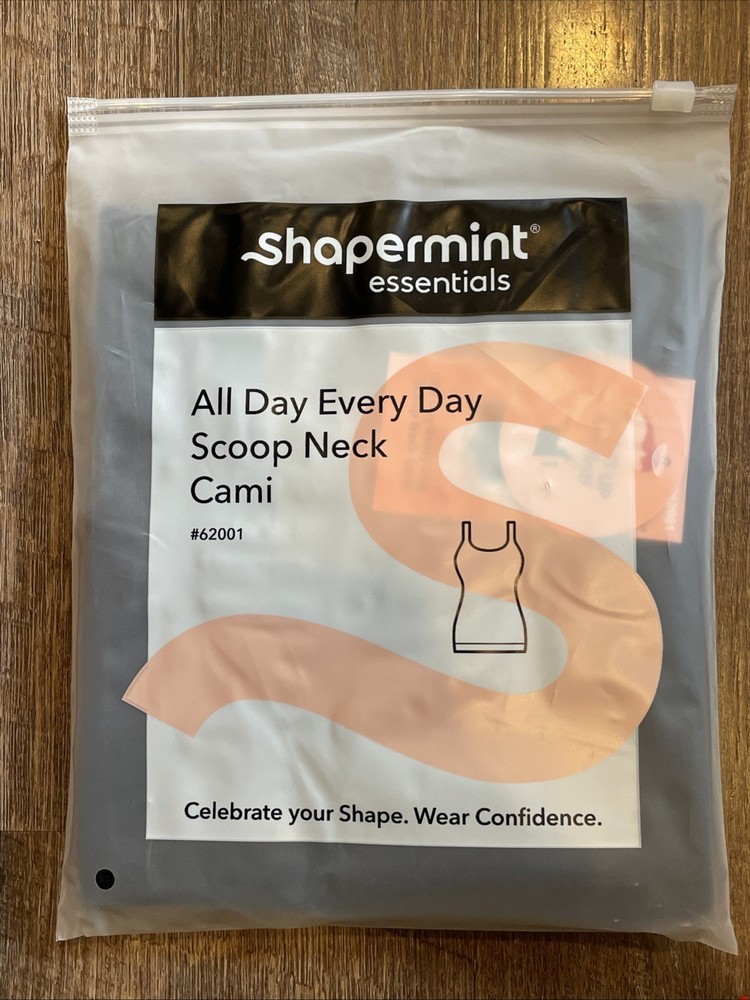 shapermint®
essentials
All Day Every Day
Scoop Neck
Cami
#62001
Celebrate your Shape. Wear Confidence.